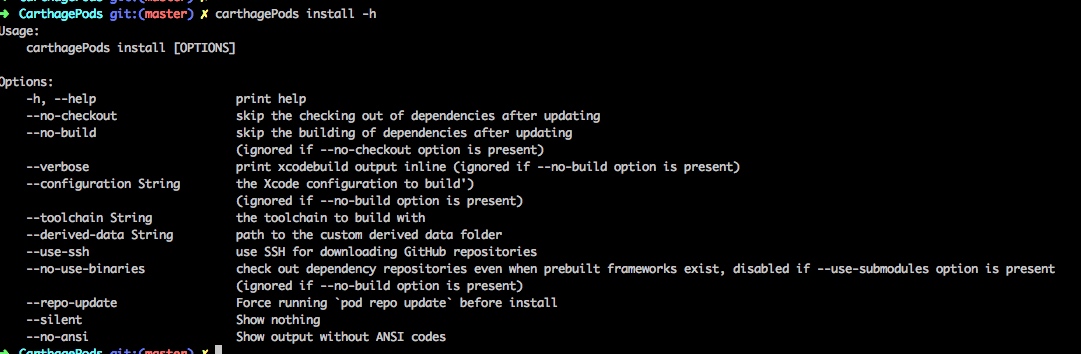 ➜ CarthagePods git:(master) ✗ carthagePods install -h
Usage:
    carthagePods install [OPTIONS]

Options:
    -h, --help                print help
    --no-checkout             skip the checking out of dependencies after updating
    --no-build                skip the building of dependencies after updating
                              (ignored if --no-checkout option is present)
    --verbose                 print xcodebuild output inline (ignored if --no-build option is present)
    --configuration String    the Xcode configuration to build')
                              (ignored if --no-build option is present)
    --toolchain String        the toolchain to build with
    --derived-data String     path to the custom derived data folder
    --use-ssh                 use SSH for downloading GitHub repositories
    --no-use-binaries         check out dependency repositories even when prebuilt frameworks exist, disabled if --use-submodules option is present
                              (ignored if --no-build option is present)
    --repo-update             Force running `pod repo update` before install
    --silent                  Show nothing
    --no-ansi                 Show output without ANSI codes
➜ CarthagePods git:(master) ✗